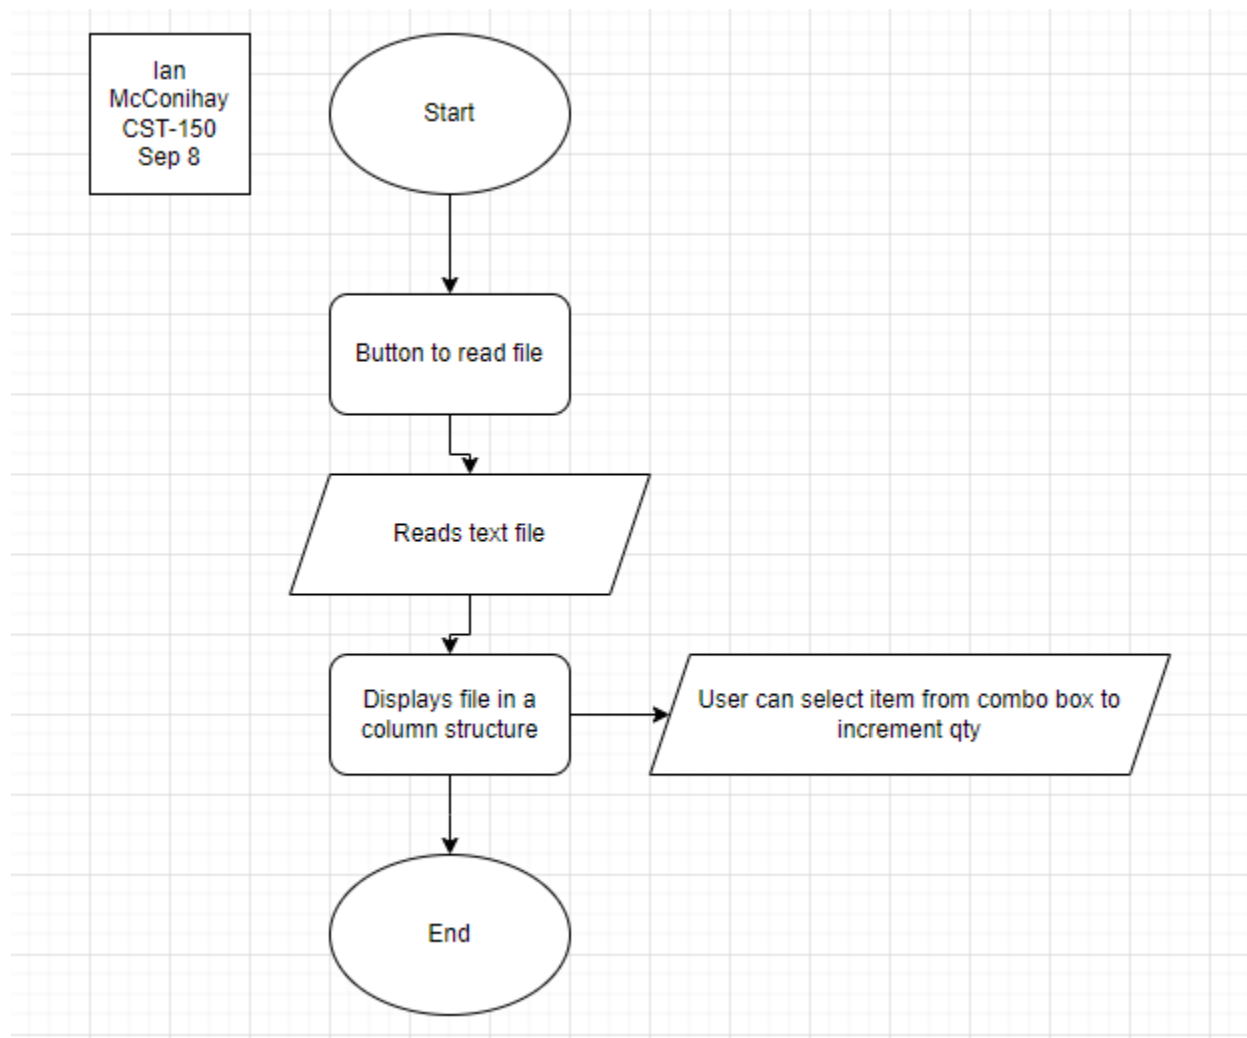 Ian
McConihay
CST-150
Sep 8
Start
Button to read file
Reads text file
Displays file in a
column structure
User can select item from combo box to
increment qty
End